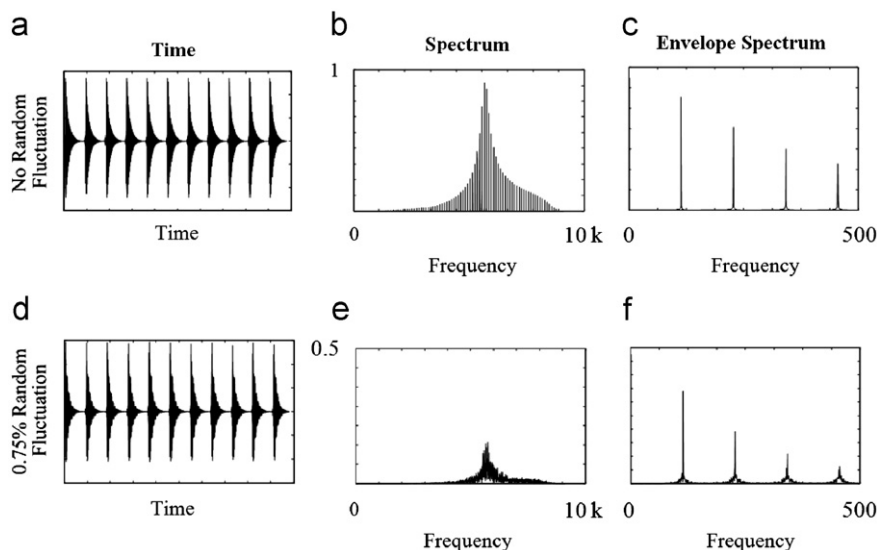 a
b
c
Time
Spectrum
Envelope Spectrum
No Random
Fluctuation
1
Time
0
10 k
Frequency
0
500
Frequency
d
e
f
0.75% Random
Fluctuation
0.5
Time
0
10 k
Frequency
0
500
Frequency